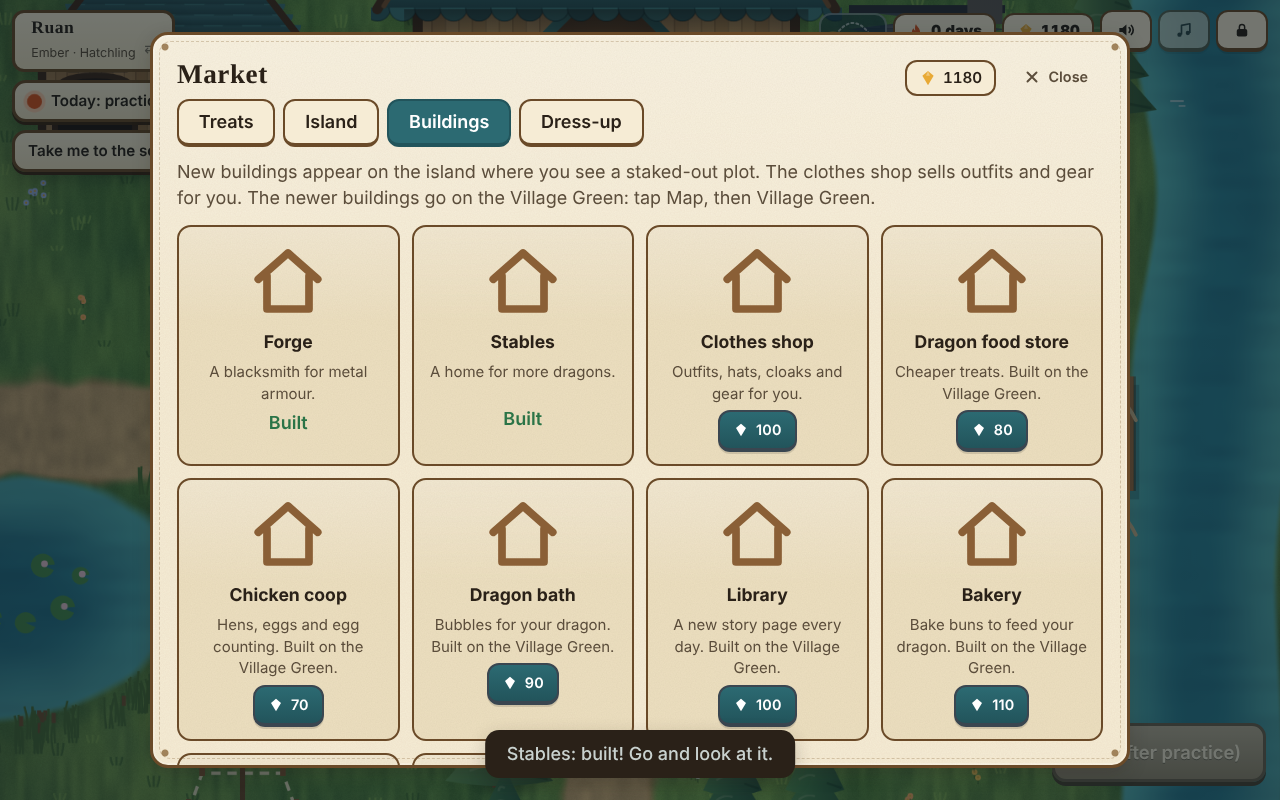 Ruan
Ember · Hatchling
Today: practic
Take me to the s
0 days
1180
Market
1180
Close
Treats
Island
Buildings
Dress-up
New buildings appear on the island where you see a staked-out plot. The clothes shop sells outfits and gear
for you. The newer buildings go on the Village Green: tap Map, then Village Green.
Forge
A blacksmith for metal
armour.
Built
Stables
A home for more dragons.
Built
Clothes shop
Outfits, hats, cloaks and
gear for you.
100
Dragon food store
Cheaper treats. Built on the
Village Green.
80
Chicken coop
Hens, eggs and egg
counting. Built on the
Village Green.
70
Dragon bath
Bubbles for your dragon.
Built on the Village Green.
90
Library
A new story page every
day. Built on the Village
Green.
100
Bakery
Bake buns to feed your
dragon. Built on the Village
Green.
110
Stables: built! Go and look at it.
fter practice)